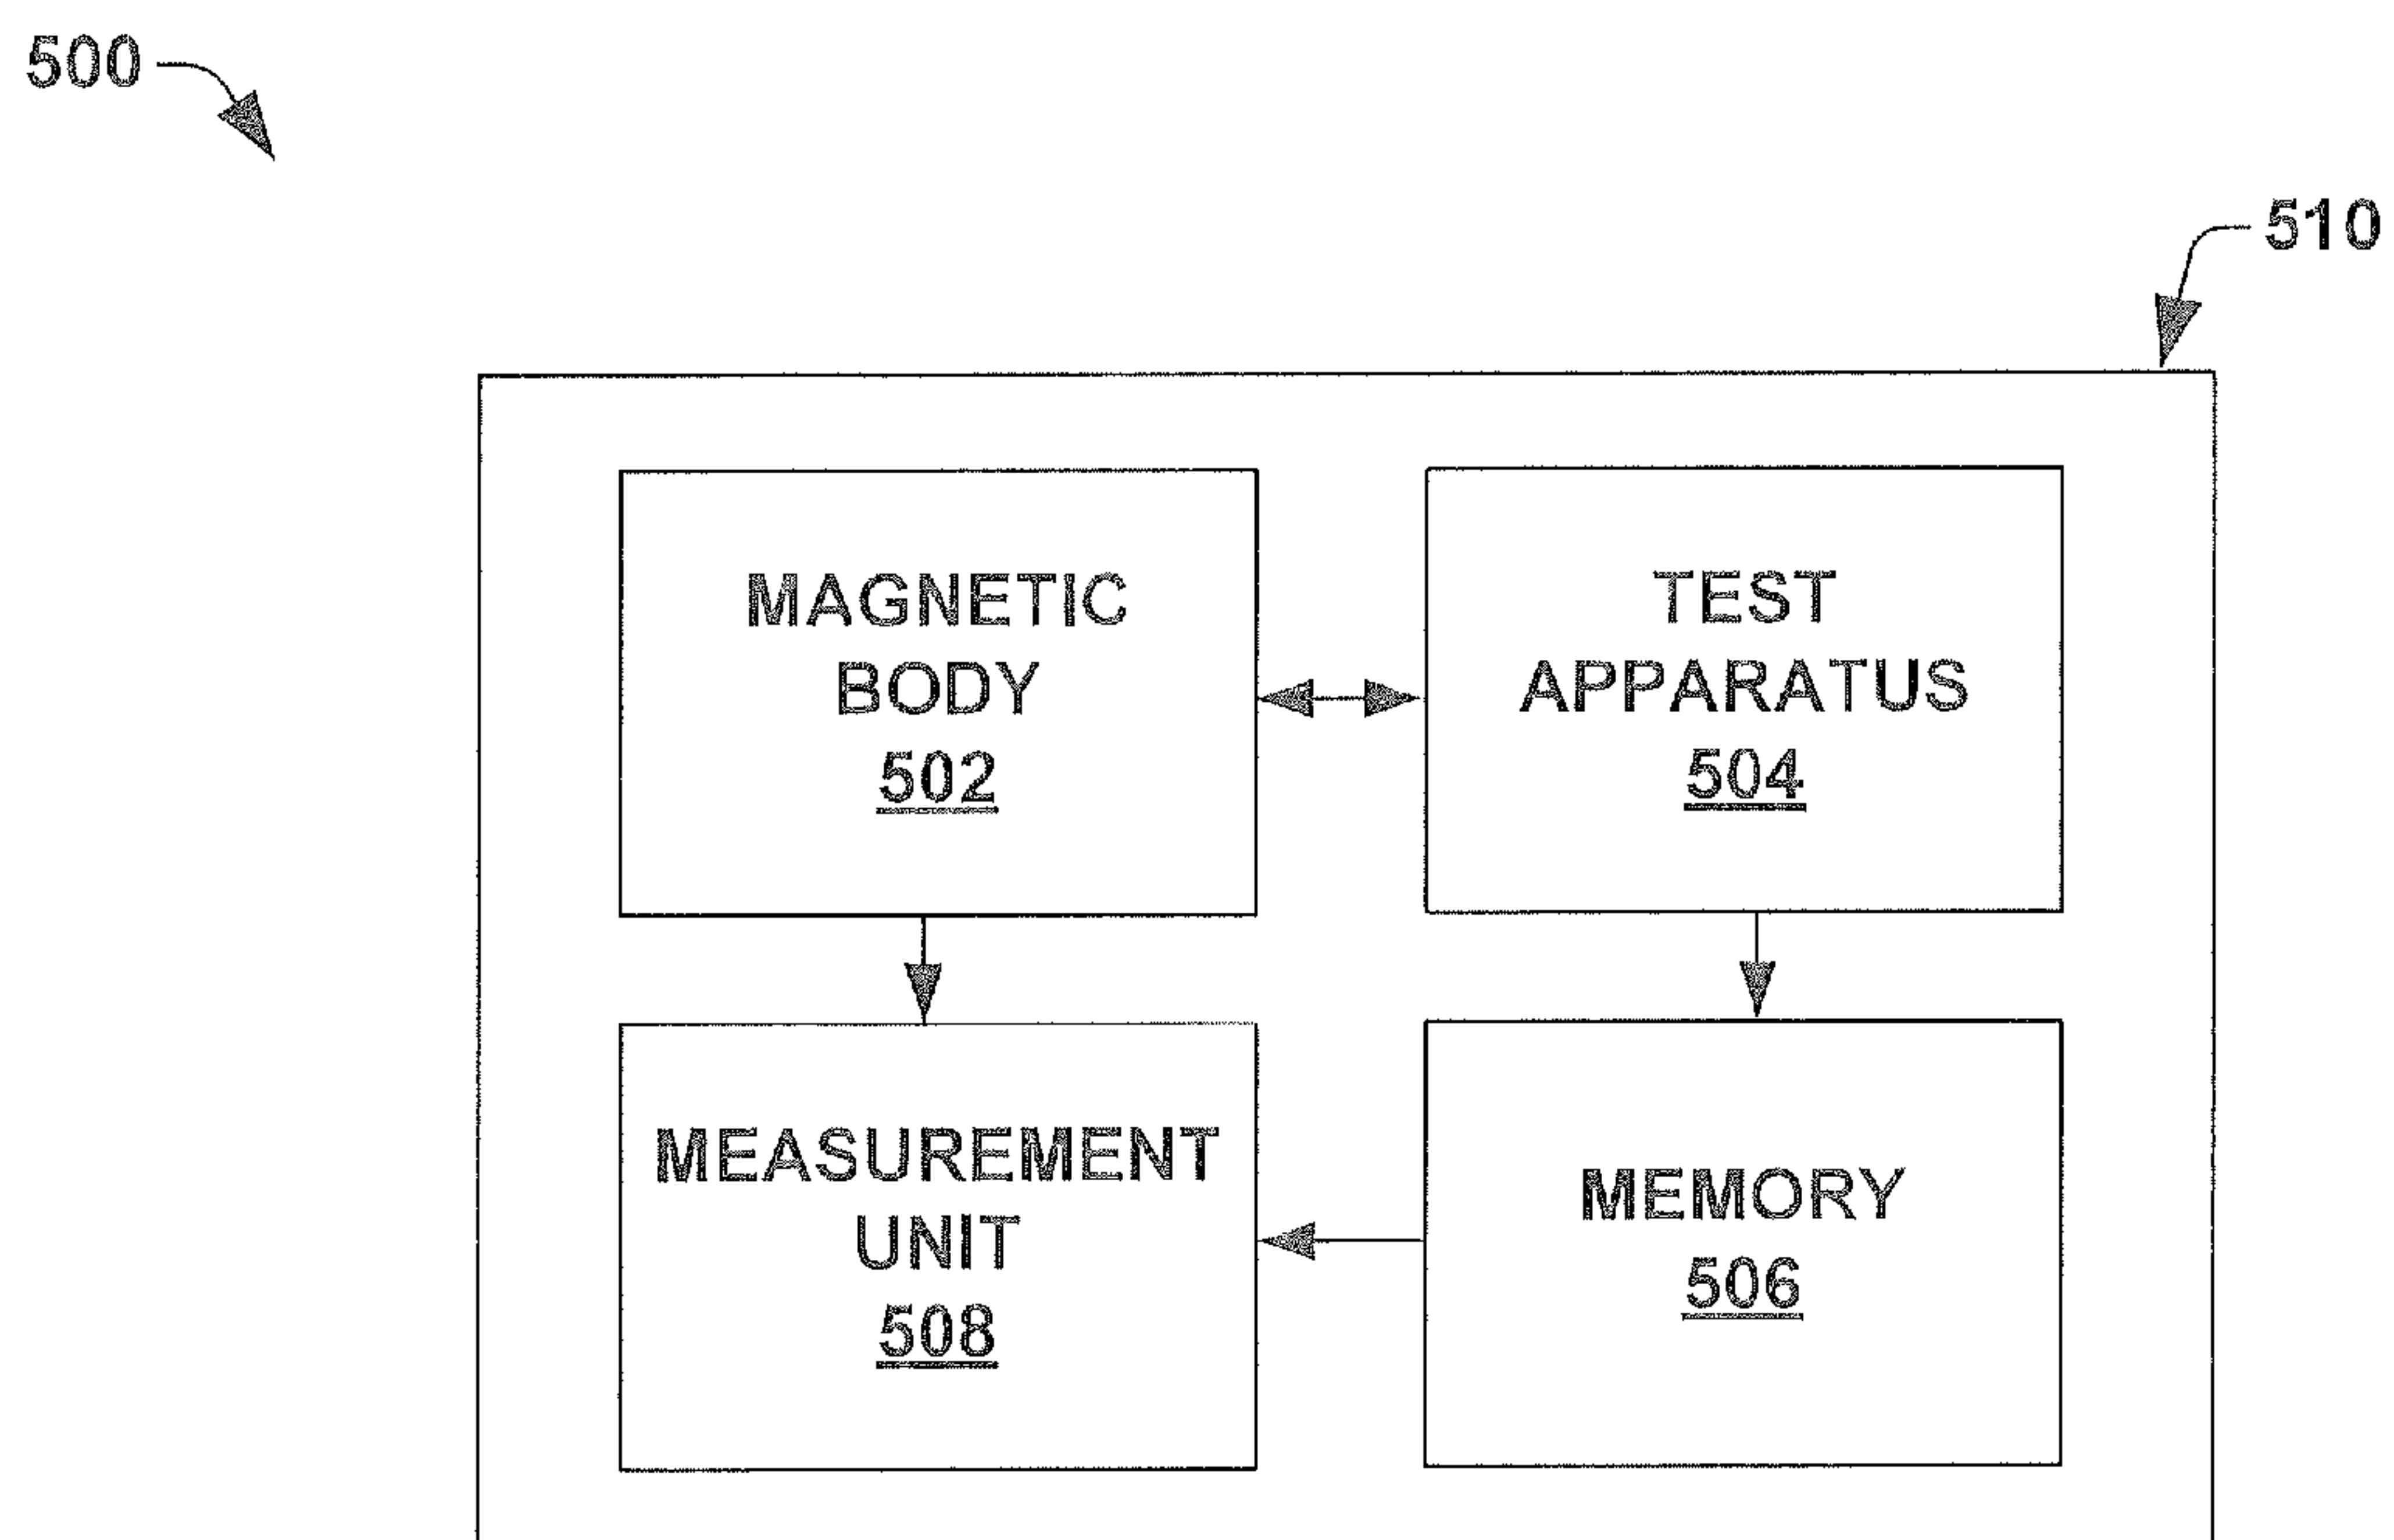 500
510
MAGNETIC
BODY
502
TEST
APPARATUS
504
MEASUREMENT
UNIT
508
MEMORY
506